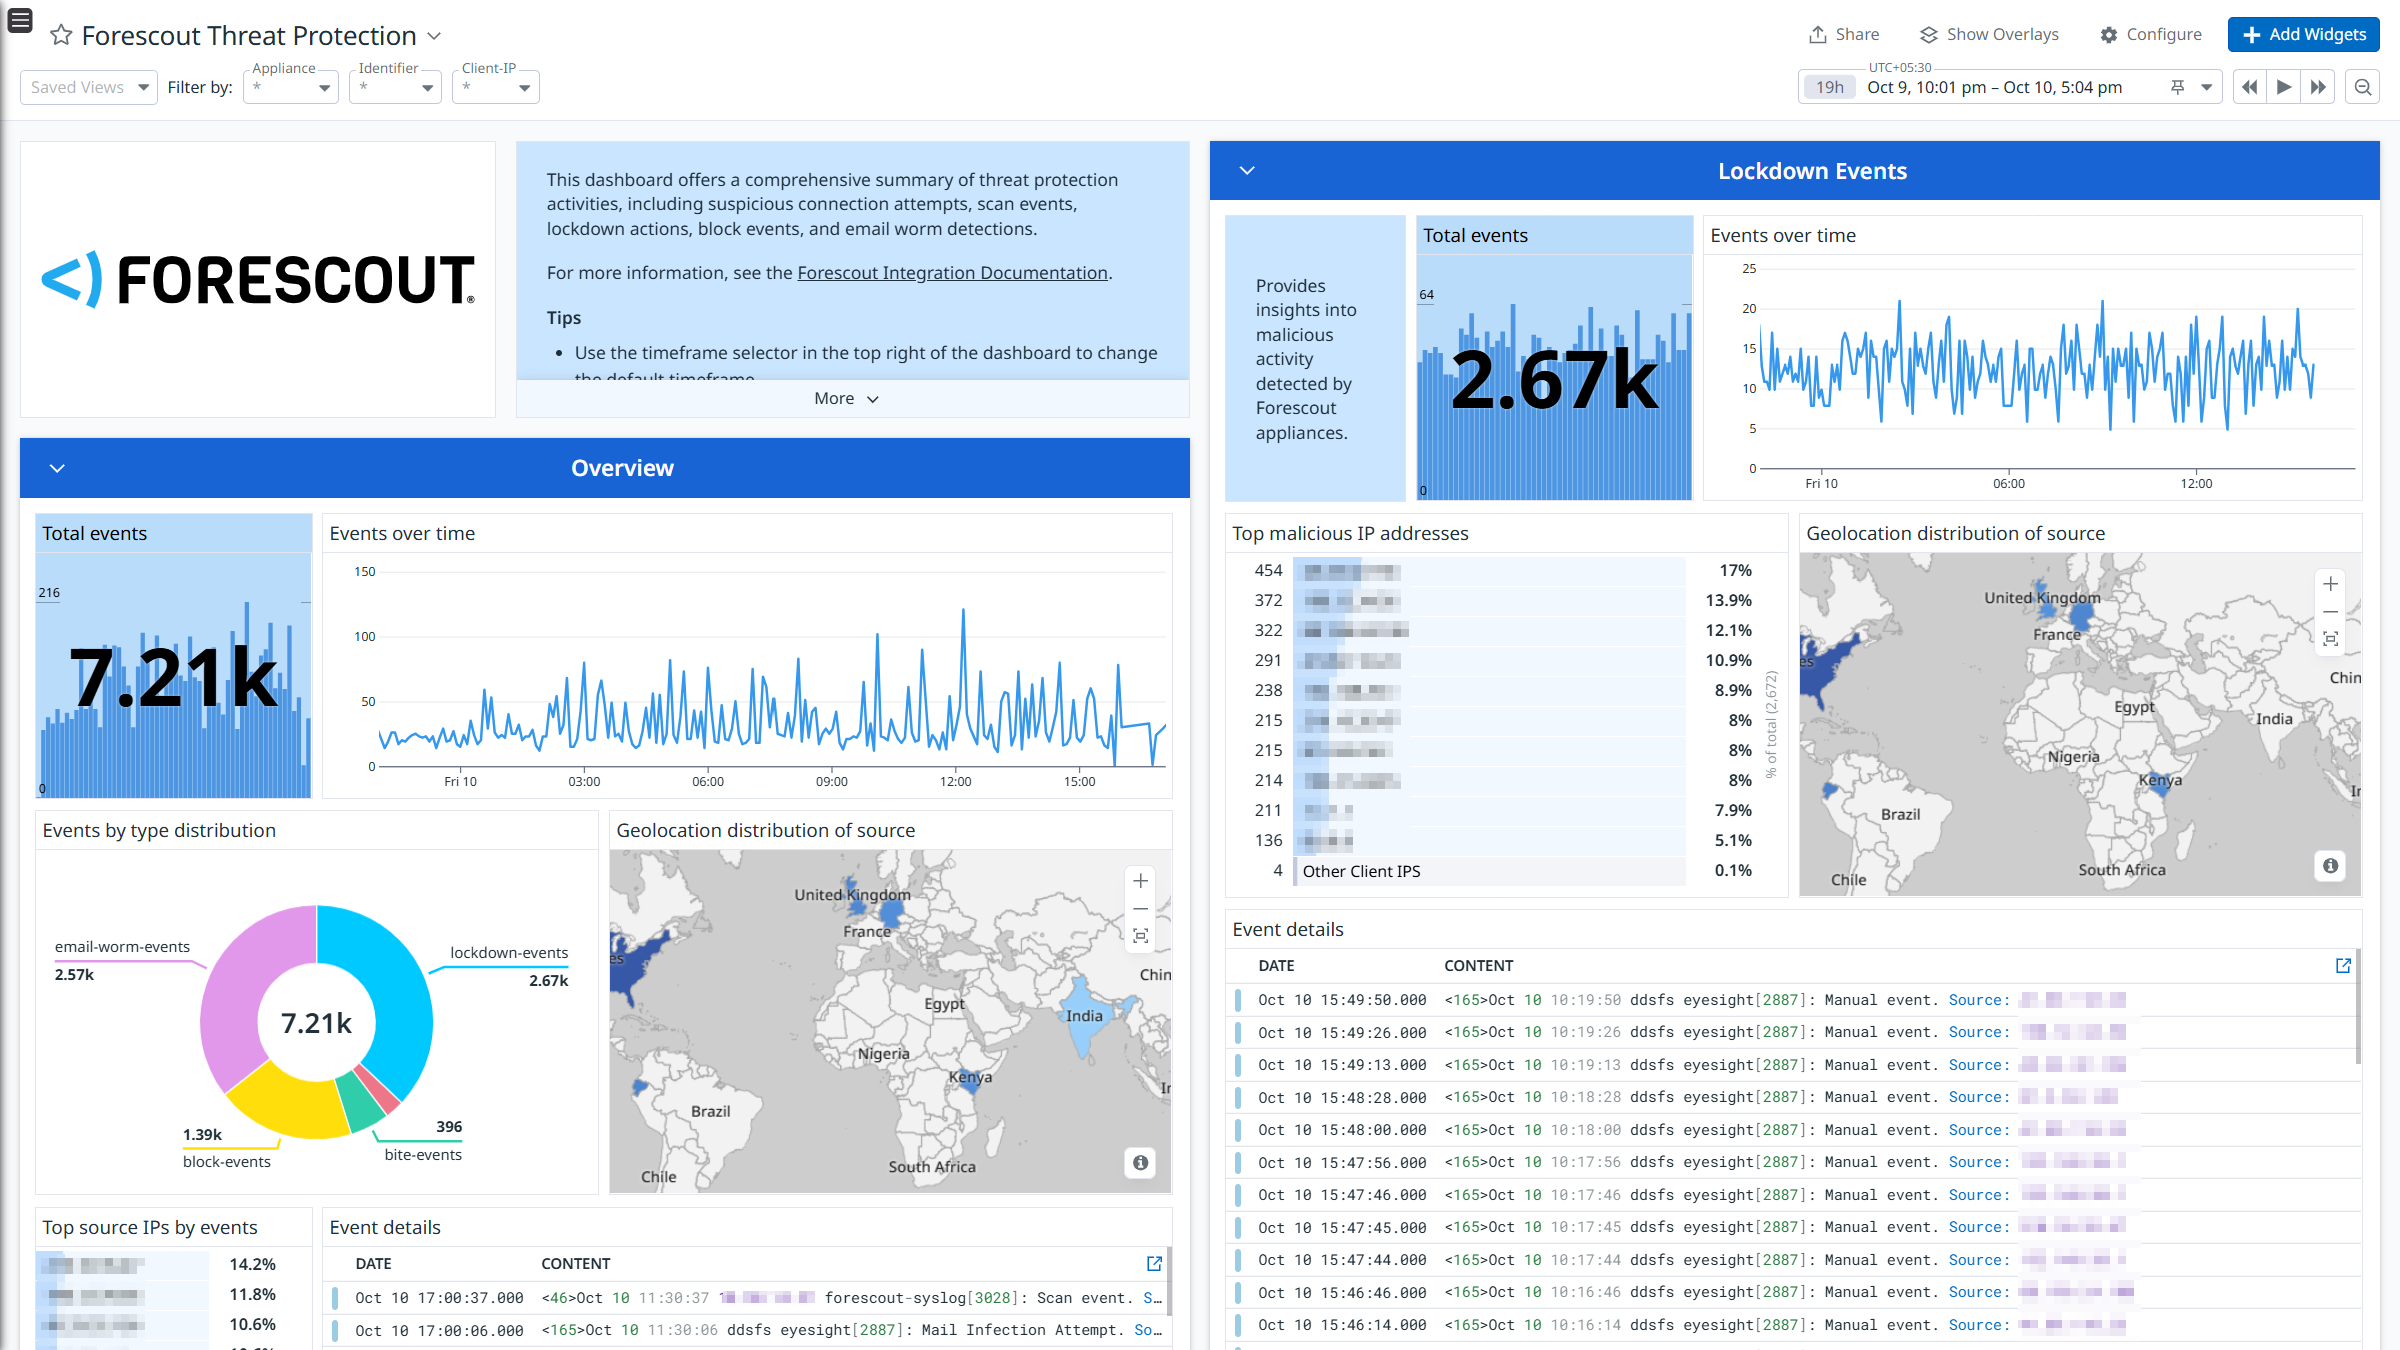 Forescout Threat Protection
Share
Show Overlays
Configure
Add Widgets
Saved Views
Filter by:
Appliance
*
Identifier
*
Client-IP
*
UTC+05:30
19h
Oct 9, 10:01 pm – Oct 10, 5:04 pm
<) FORESCOUT®
This dashboard offers a comprehensive summary of threat protection
activities, including suspicious connection attempts, scan events,
lockdown actions, block events, and email worm detections.
For more information, see the Forescout Integration Documentation.
Tips
• Use the timeframe selector in the top right of the dashboard to change
the default timeframe
More
Overview
Total events
216
7.21k
0
Events over time
150
100
50
0
Fri 10
03:00
06:00
09:00
12:00
15:00
Events by type distribution
email-worm-events
2.57k
lockdown-events
2.67k
7.21k
1.39k
block-events
396
bite-events
Geolocation distribution of source
United Kingdom
France
es
Chin
Egypt
India
Nigeria
Kenya
Ir
Brazil
South Africa
Chile
Top source IPs by events
14.2%
11.8%
10.6%
Event details
DATE CONTENT
Oct 10 17:00:37.000 <46>Oct 10 11:30:37 forescout-syslog[3028]: Scan event. S…
Oct 10 17:00:06.000 <165>Oct 10 11:30:06 ddsfs eyesight[2887]: Mail Infection Attempt. So…
Lockdown Events
Provides
insights into
malicious
activity
detected by
Forescout
appliances.
Total events
64
2.67k
0
Events over time
25
20
15
10
5
0
Fri 10
06:00
12:00
Top malicious IP addresses
454 17%
372 13.9%
322 12.1%
291 10.9%
238 8.9%
215 8%
215 8%
214 8%
211 7.9%
136 5.1%
4 Other Client IPS 0.1%
% of total (2,672)
Geolocation distribution of source
United Kingdom
France
es
Chin
Egypt
India
Nigeria
Kenya
Ir
Brazil
South Africa
Chile
Event details
DATE CONTENT
Oct 10 15:49:50.000 <165>Oct 10 10:19:50 ddsfs eyesight[2887]: Manual event. Source:
Oct 10 15:49:26.000 <165>Oct 10 10:19:26 ddsfs eyesight[2887]: Manual event. Source:
Oct 10 15:49:13.000 <165>Oct 10 10:19:13 ddsfs eyesight[2887]: Manual event. Source:
Oct 10 15:48:28.000 <165>Oct 10 10:18:28 ddsfs eyesight[2887]: Manual event. Source:
Oct 10 15:48:00.000 <165>Oct 10 10:18:00 ddsfs eyesight[2887]: Manual event. Source:
Oct 10 15:47:56.000 <165>Oct 10 10:17:56 ddsfs eyesight[2887]: Manual event. Source:
Oct 10 15:47:46.000 <165>Oct 10 10:17:46 ddsfs eyesight[2887]: Manual event. Source:
Oct 10 15:47:45.000 <165>Oct 10 10:17:45 ddsfs eyesight[2887]: Manual event. Source:
Oct 10 15:47:44.000 <165>Oct 10 10:17:44 ddsfs eyesight[2887]: Manual event. Source:
Oct 10 15:46:46.000 <165>Oct 10 10:16:46 ddsfs eyesight[2887]: Manual event. Source:
Oct 10 15:46:14.000 <165>Oct 10 10:16:14 ddsfs eyesight[2887]: Manual event. Source: